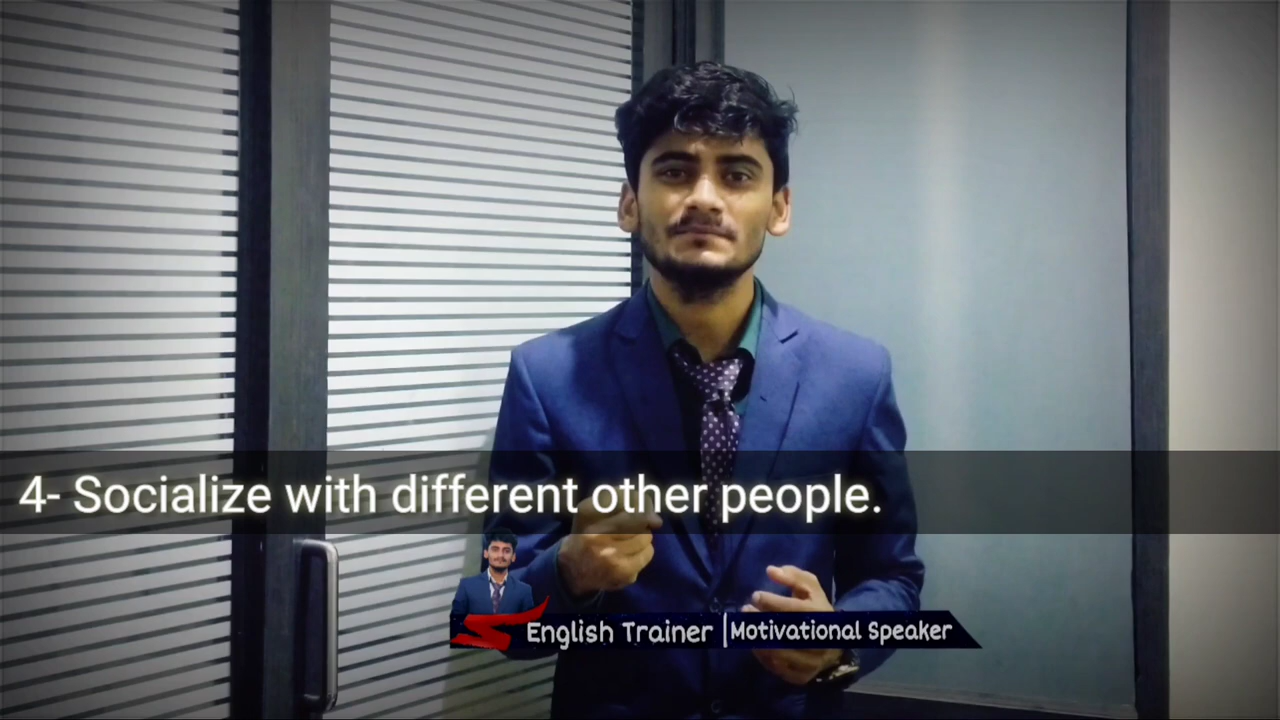 4- Socialize with different other people.
English Trainer | Motivational Speaker